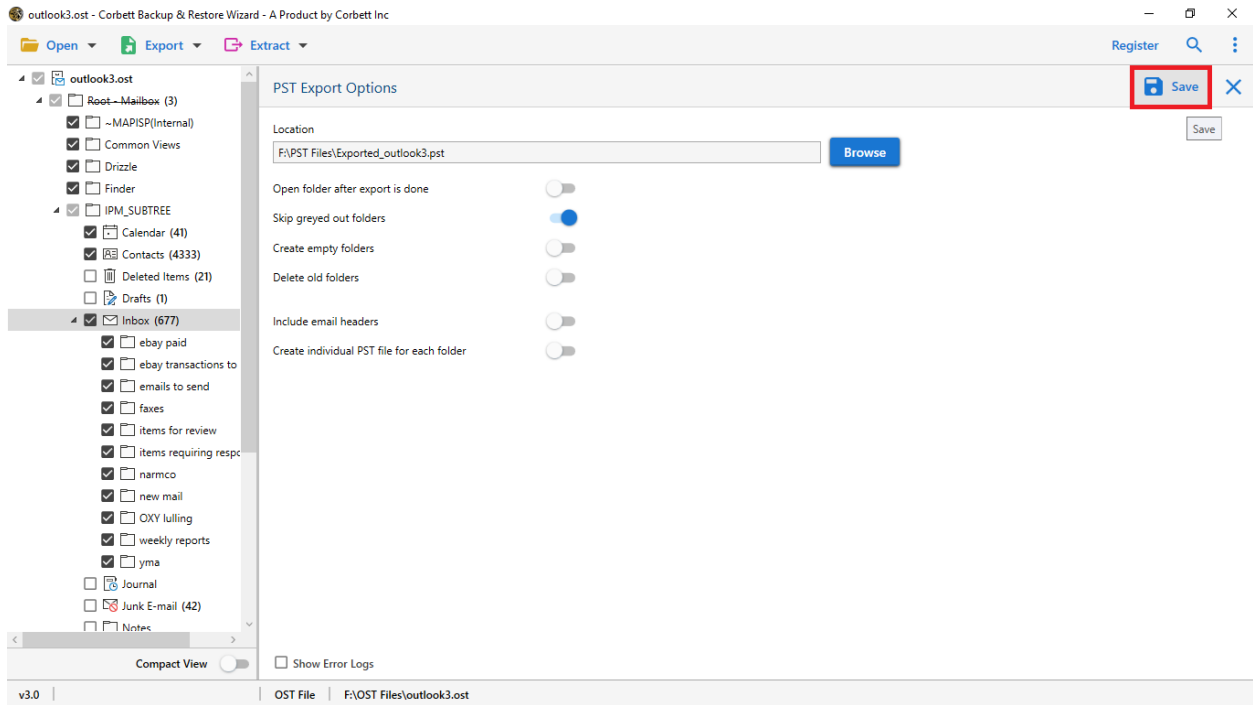 outlook3.ost - Corbett Backup & Restore Wizard - A Product by Corbett Inc
Open Export Extract Register
outlook3.ost
Root - Mailbox (3)
~MAPISP(Internal)
Common Views
Drizzle
Finder
IPM_SUBTREE
Calendar (41)
Contacts (4333)
Deleted Items (21)
Drafts (1)
Inbox (677)
ebay paid
ebay transactions to
emails to send
faxes
items for review
items requiring respo
narmco
new mail
OXY lulling
weekly reports
yma
Journal
Junk E-mail (42)
Notes
Compact View
PST Export Options
Save
Save
Location
F:\PST Files\Exported_outlook3.pst
Browse
Open folder after export is done
Skip greyed out folders
Create empty folders
Delete old folders
Include email headers
Create individual PST file for each folder
Show Error Logs
v3.0 OST File F:\OST Files\outlook3.ost